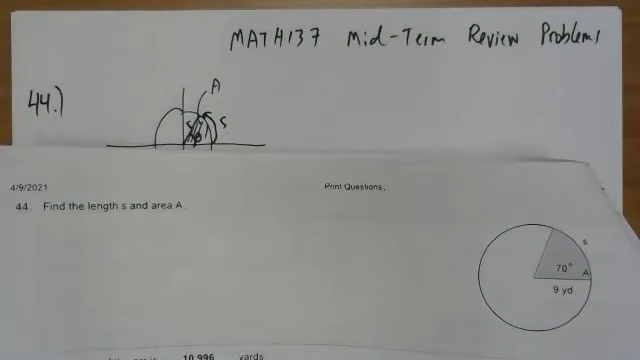 MATH137 Mid-Term Review Problems
44.)
A
S
θ
4/9/2021
Print Questions.
44. Find the length s and area A.
s
70° A
9 yd
10.996 yards